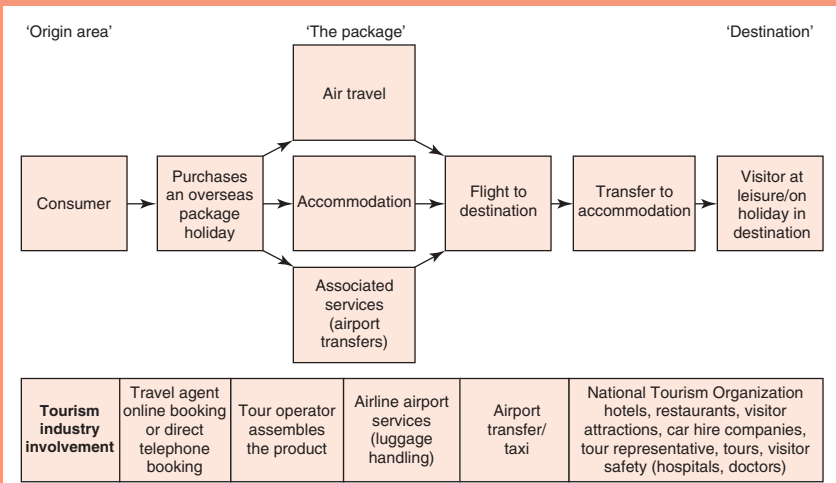 'Origin area'
'The package'
'Destination'
Air travel
Consumer
Purchases
an overseas
package
holiday
Accommodation
Associated
services
(airport
transfers)
Flight to
destination
Transfer to
accommodation
Visitor at
leisure/on
holiday in
destination
Tourism
industry
involvement
Travel agent
online booking
or direct
telephone
booking
Tour operator
assembles
the product
Airline airport
services
(luggage
handling)
Airport
transfer/
taxi
National Tourism Organization
hotels, restaurants, visitor
attractions, car hire companies,
tour representative, tours, visitor
safety (hospitals, doctors)